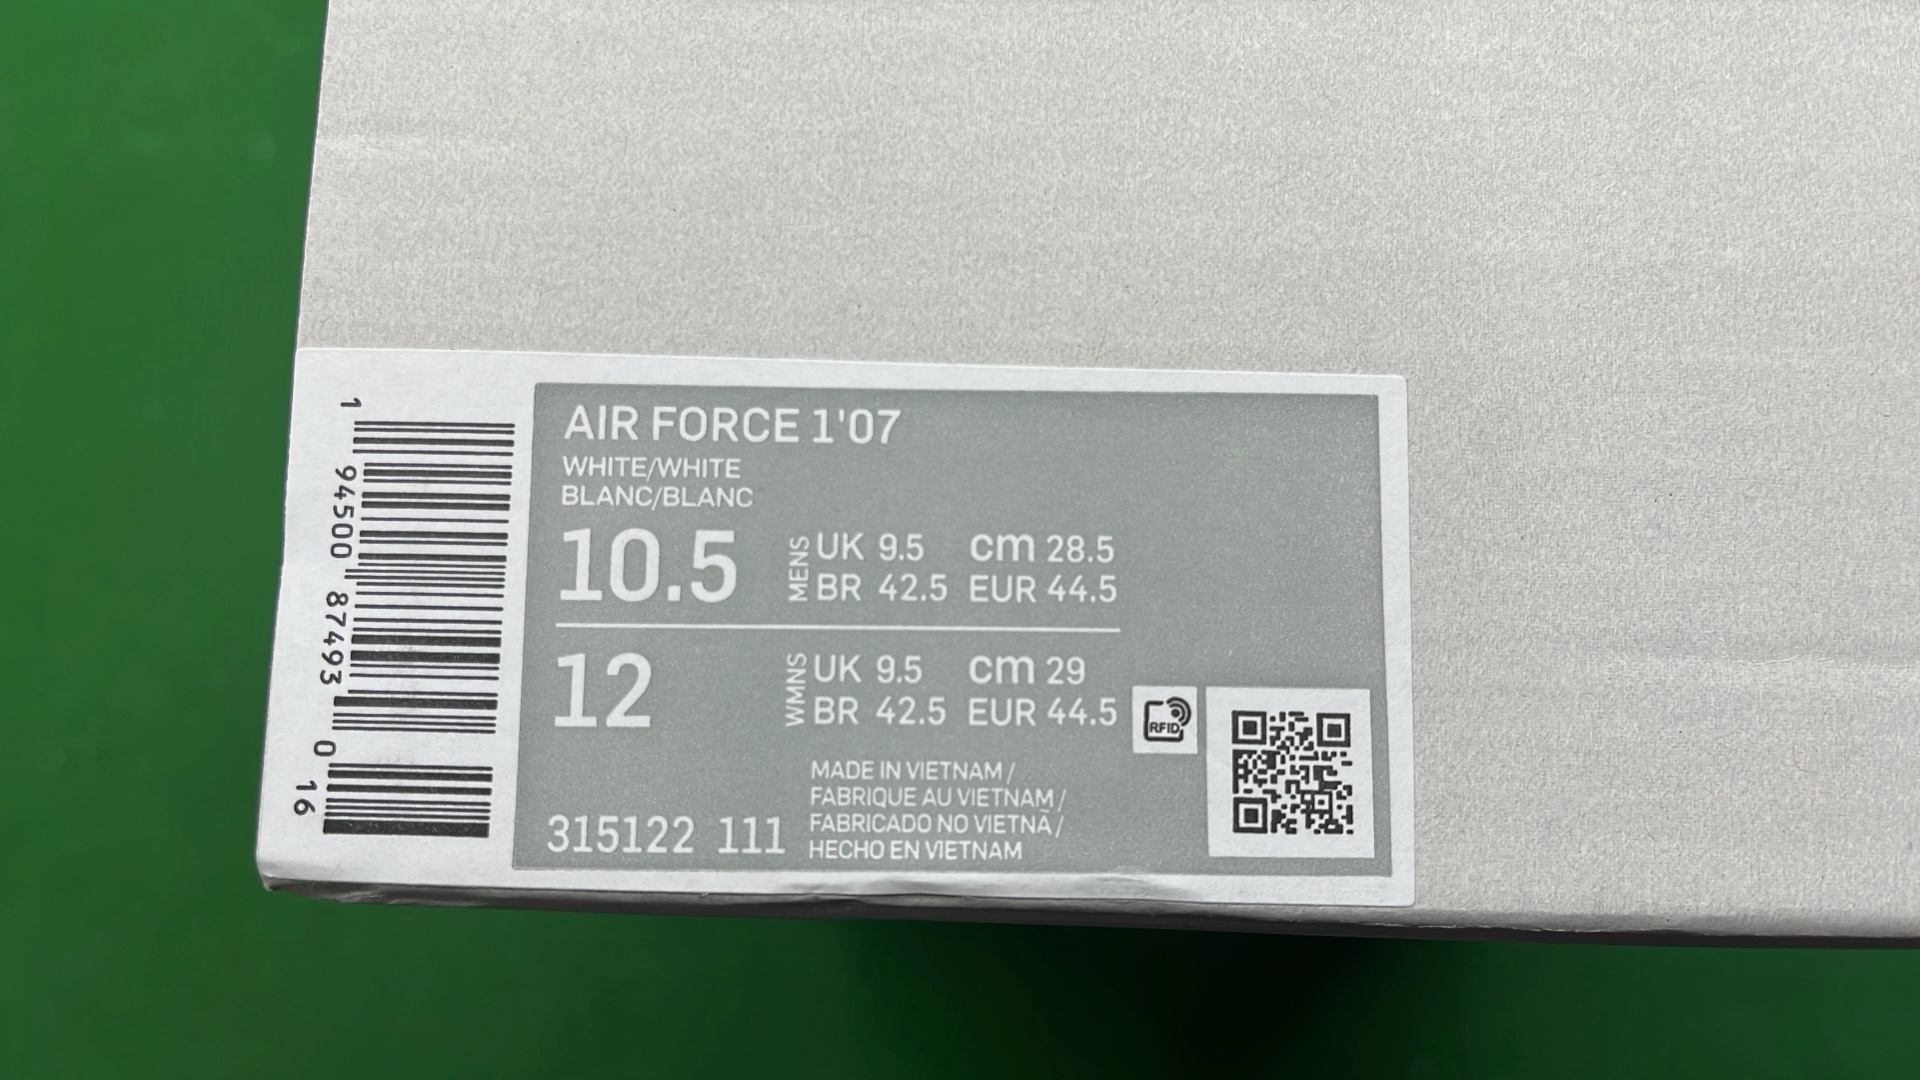 AIR FORCE 1'07
WHITE/WHITE
BLANC/BLANC
10.5
MENS
UK 9.5 cm 28.5
BR 42.5 EUR 44.5
12
WMNS
UK 9.5 cm 29
BR 42.5 EUR 44.5
RFID
315122 111
MADE IN VIETNAM /
FABRIQUE AU VIETNAM /
FABRICADO NO VIETNÃ /
HECHO EN VIETNAM
1 94500 87493 0 16